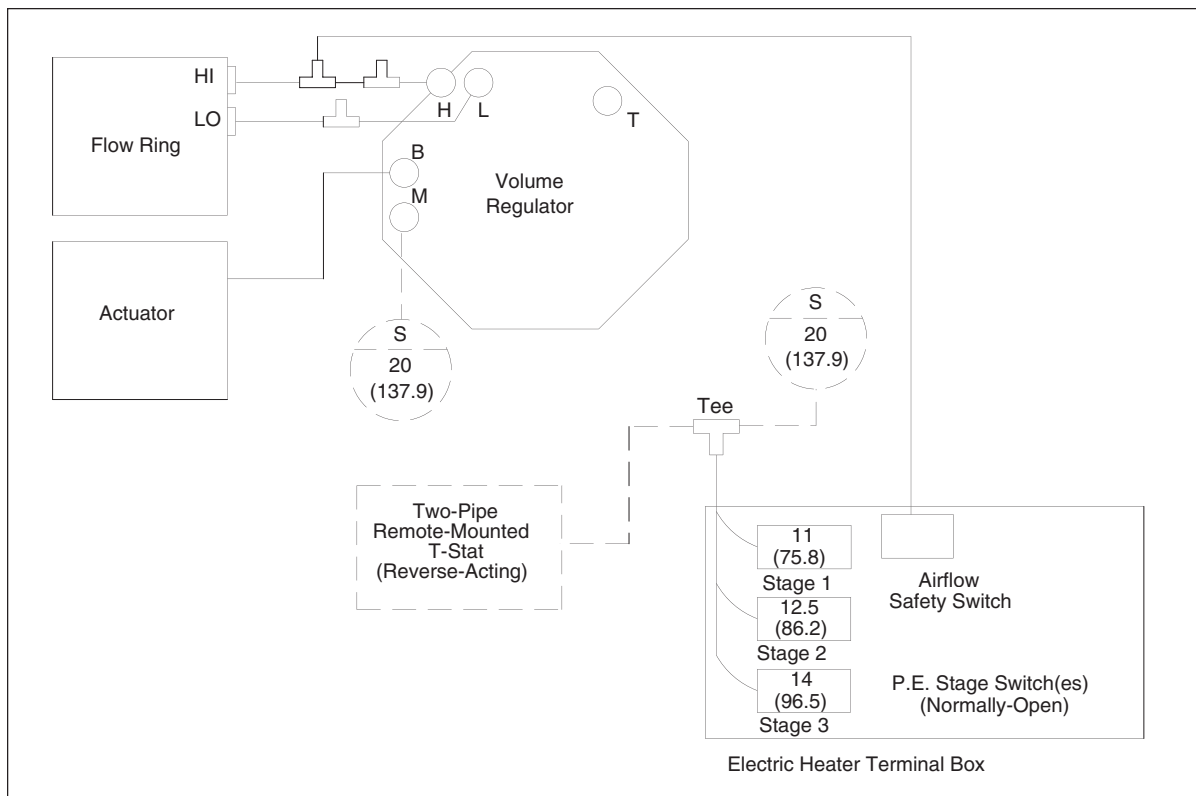 HI
LO
Flow Ring
H
L
T
B
M
Volume
Regulator
Actuator
S
20
(137.9)
S
20
(137.9)
Tee
Two-Pipe
Remote-Mounted
T-Stat
(Reverse-Acting)
11
(75.8)
Stage 1
12.5
(86.2)
Stage 2
14
(96.5)
Stage 3
Airflow
Safety Switch
P.E. Stage Switch(es)
(Normally-Open)
Electric Heater Terminal Box